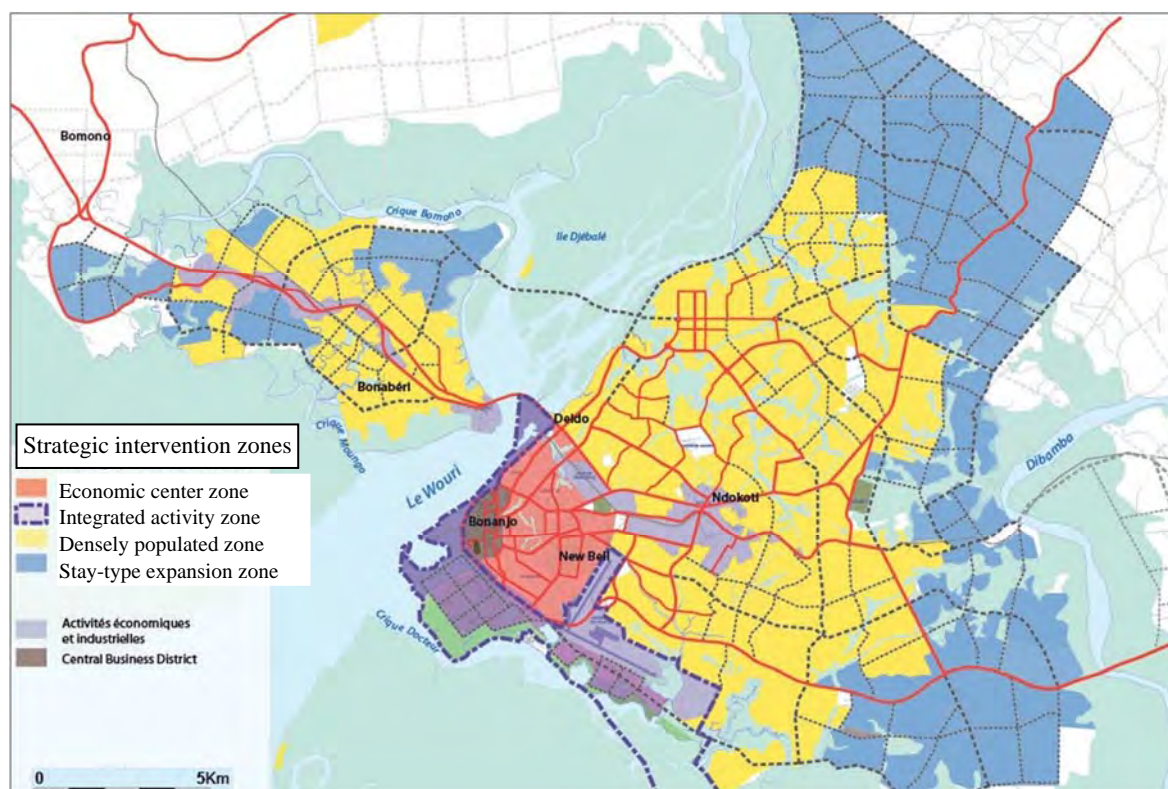 Bomono
Crique Bomono
Ile Djébalé
Bonabéri
Crique Moungo
Deïdo
Le Wouri
Dibamba
Ndokoti
Bonanjo
New Bell
Crique Docteur
Strategic intervention zones
Economic center zone
Integrated activity zone
Densely populated zone
Stay-type expansion zone
Activités économiques
et industrielles
Central Business District
0 5Km